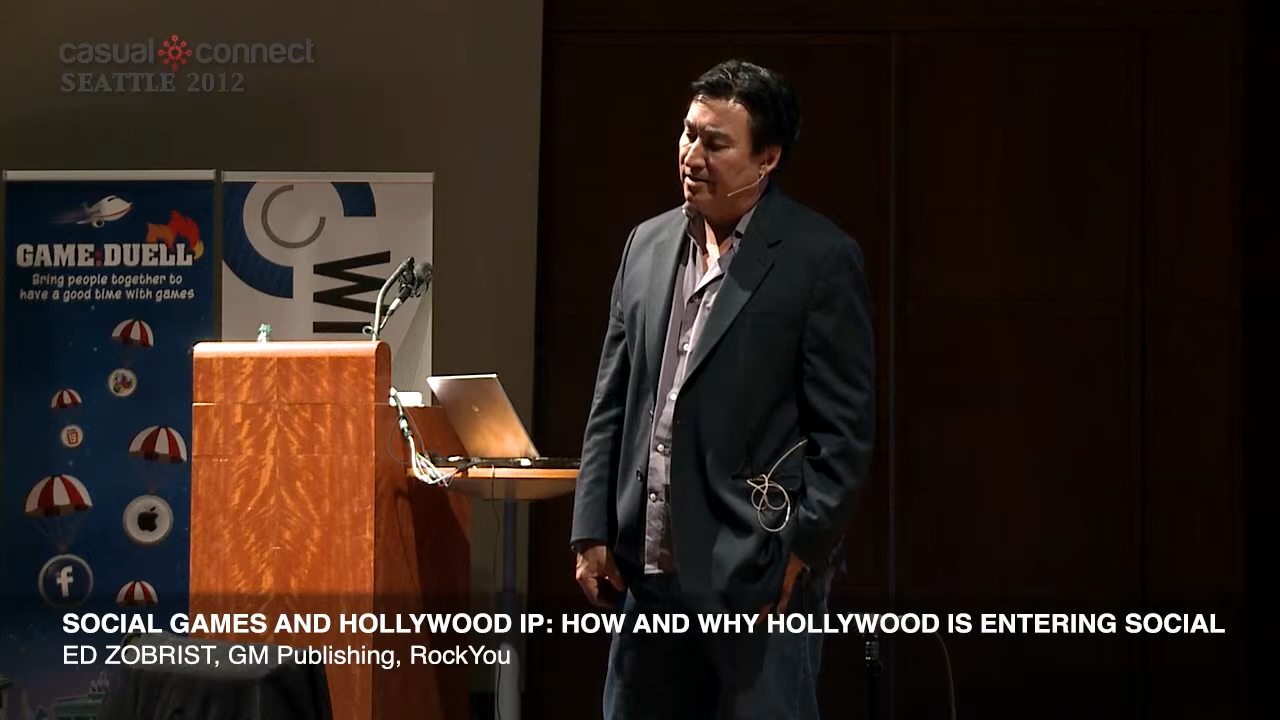 casual connect
SEATTLE 2012
GAME DUELL
Bring people together to
have a good time with games
SOCIAL GAMES AND HOLLYWOOD IP: HOW AND WHY HOLLYWOOD IS ENTERING SOCIAL
ED ZOBRIST, GM Publishing, RockYou